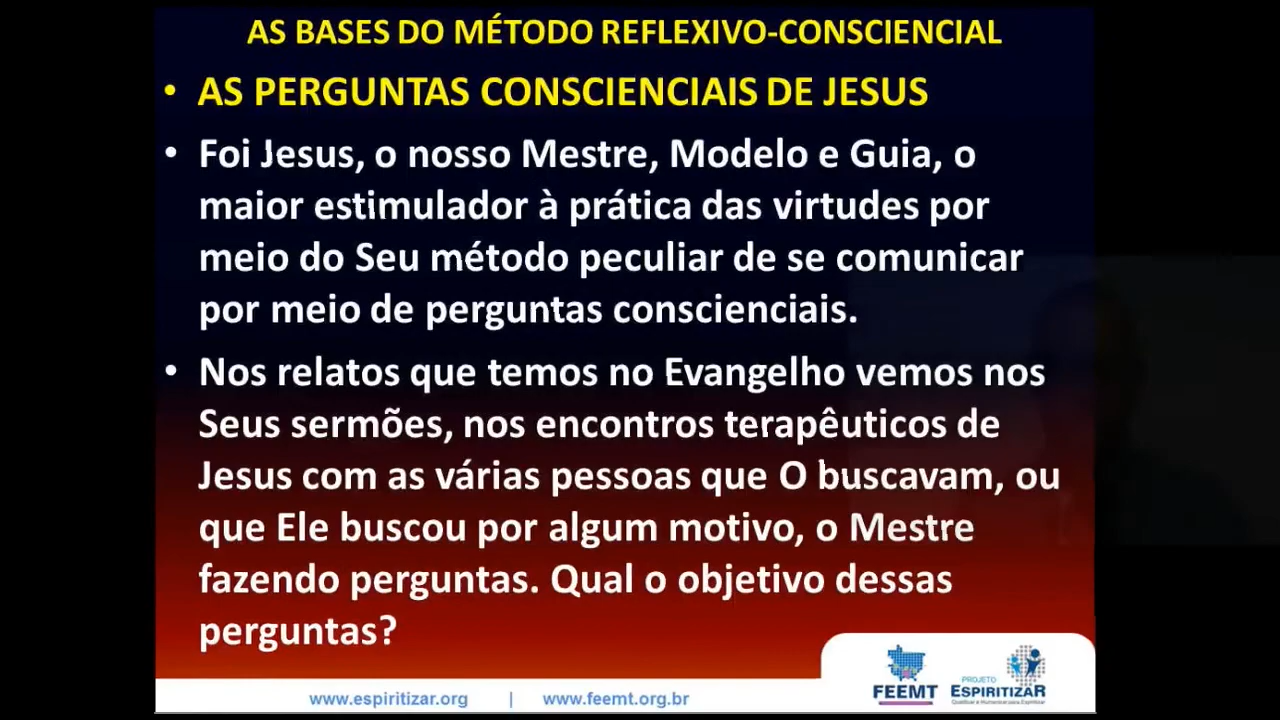 AS BASES DO MÉTODO REFLEXIVO-CONSCIENCIAL
• AS PERGUNTAS CONSCIENCIAIS DE JESUS
• Foi Jesus, o nosso Mestre, Modelo e Guia, o
maior estimulador à prática das virtudes por
meio do Seu método peculiar de se comunicar
por meio de perguntas conscienciais.
• Nos relatos que temos no Evangelho vemos nos
Seus sermões, nos encontros terapêuticos de
Jesus com as várias pessoas que O buscavam, ou
que Ele buscou por algum motivo, o Mestre
fazendo perguntas. Qual o objetivo dessas
perguntas?
www.espiritizar.org | www.feemt.org.br
FEEMT
PROJETO
ESPIRITIZAR
Qualificar e Humanizar para Espiritizar